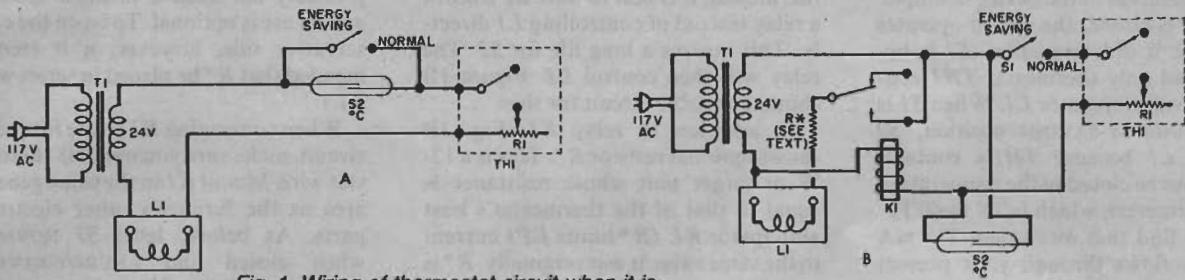 ENERGY
SAVING
NORMAL
S2
°C
T1
117V
AC
24V
R1
TH1
A
L1
ENERGY
SAVING
S1
NORMAL
T1
117V
AC
24V
R*
(SEE
TEXT)
R1
TH1
K1
L1
B
S2
°C
Fig. 1. Wiring of thermostat circuit when it is